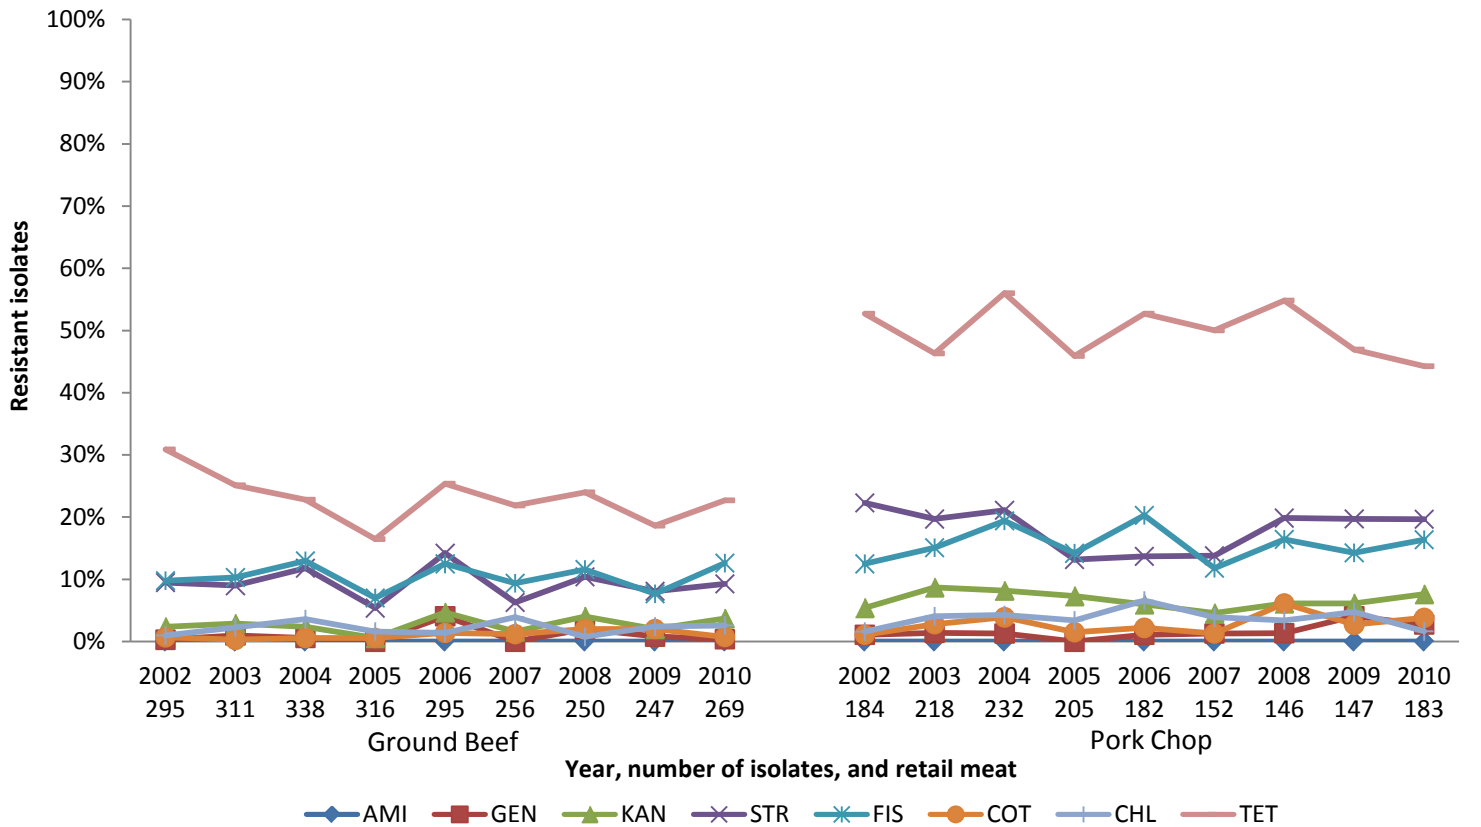 100%
90%
80%
70%
60%
50%
40%
30%
20%
10%
0%
Resistant isolates
2002 2003 2004 2005 2006 2007 2008 2009 2010 2002 2003 2004 2005 2006 2007 2008 2009 2010
295 311 338 316 295 256 250 247 269 184 218 232 205 182 152 146 147 183
Ground Beef Pork Chop
Year, number of isolates, and retail meat
AMI GEN KAN STR FIS COT CHL TET